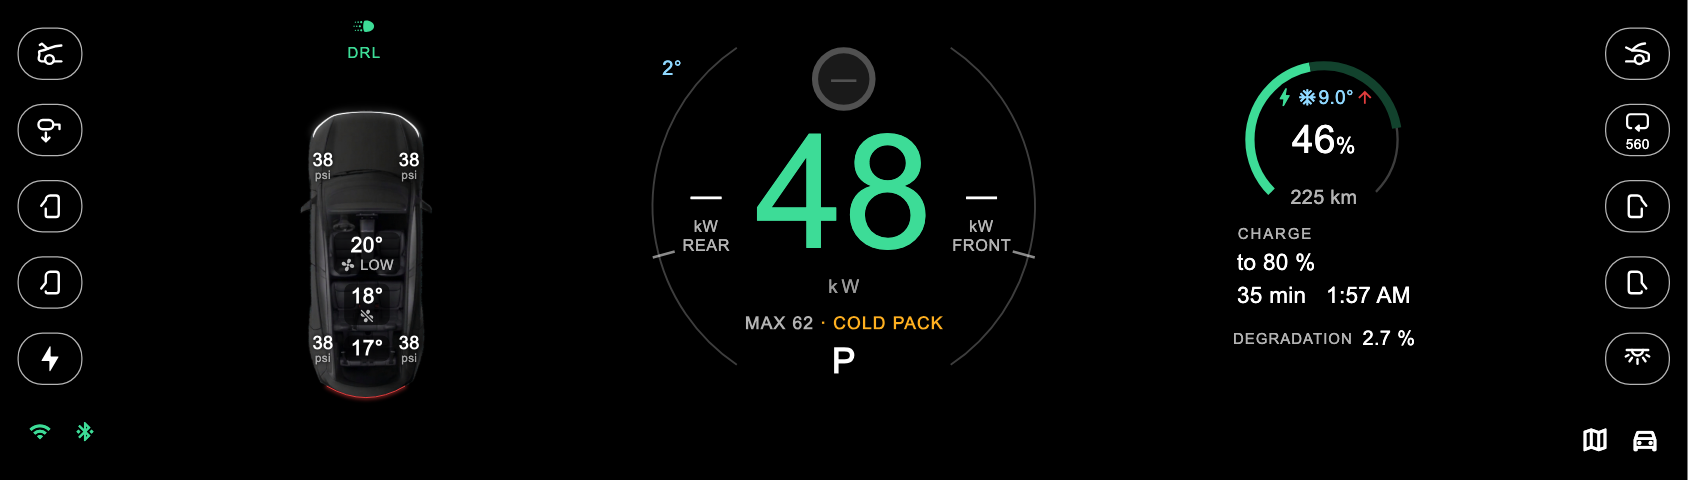 DRL
38
psi
38
psi
20°
LOW
18°
38
psi
17°
38
psi
2°
48
kW
REAR
kW
FRONT
kW
MAX 62 · COLD PACK
P
9.0°
46%
225 km
CHARGE
to 80 %
35 min 1:57 AM
DEGRADATION 2.7 %
560